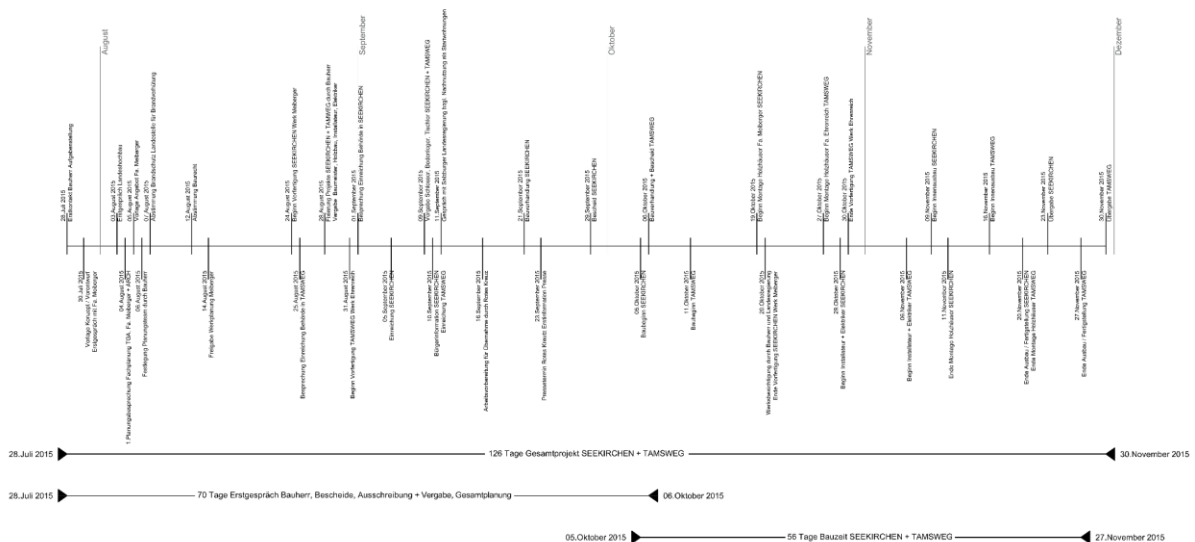 August
September
Oktober
November
Dezember
28.Juli 2015
Erstkontakt Bauherr Aufgabenstellung
03.August 2015
Erstgespräch Landeshochbau
05.August 2015
Vorlage Angebot Fa. Meiberger
07.August 2015
Abstimmung Brandschutz Landesstelle für Brandverhütung
12.August 2015
Abstimmung Baurecht
24.August 2015
Beginn Vorfertigung SEEKIRCHEN Werk Meiberger
28.August 2015
Freigabe Projekte SEEKIRCHEN + TAMSWEG durch Bauherr
Vergabe Baumeister, Holzbau, Installateur, Elektriker
01.September 2015
Besprechung Einreichung Behörde in SEEKIRCHEN
09.September 2015
Vergabe Schlosser, Bodenleger, Tischler SEEKIRCHEN + TAMSWEG
11.September 2015
Gespräch mit Salzburger Landesregierung bzgl. Nachnutzung als Startwohnungen
21.September 2015
Bauverhandlung SEEKIRCHEN
29.September 2015
Bescheid SEEKIRCHEN
06.Oktober 2015
Bauverhandlung + Bescheid TAMSWEG
19.Oktober 2015
Beginn Montage Holzhäuser Fa. Meiberger SEEKIRCHEN
27.Oktober 2015
Beginn Montage Holzhäuser Fa. Ehrenreich TAMSWEG
30.Oktober 2015
Ende Vorfertigung TAMSWEG Werk Ehrenreich
09.November 2015
Beginn Innenausbau SEEKIRCHEN
16.November 2015
Beginn Innenausbau TAMSWEG
23.November 2015
Übergabe SEEKIRCHEN
30.November 2015
Übergabe TAMSWEG
30.Juli 2015
Vorlage Konzept / Vorentwurf
Erstgespräch mit Fa. Meiberger
04.August 2015
1.Planungsbesprechung Fachplanung TGA, Fa. Meiberger + ARCH
06.August 2015
Festlegung Planungsteam durch Bauherr
14.August 2015
Freigabe Werkplanung Meiberger
25.August 2015
Besprechung Einreichung Behörde in TAMSWEG
31.August 2015
Beginn Vorfertigung TAMSWEG Werk Ehrenreich
05.September 2015
Einreichung SEEKIRCHEN
10.September 2015
Bürgerinformation SEEKIRCHEN
Einreichung TAMSWEG
16.September 2015
Arbeitsvorbereitung für Übernahme durch Rotes Kreuz
23.September 2015
Pressetermin Rotes Kreuz Erstinformation Presse
05.Oktober 2015
Baubeginn SEEKIRCHEN
11.Oktober 2015
Baubeginn TAMSWEG
20.Oktober 2015
Werksbesichtigung durch Bauherr und Landesregierung
Ende Vorfertigung SEEKIRCHEN Werk Meiberger
29.Oktober 2015
Beginn Installateur + Elektriker SEEKIRCHEN
06.November 2015
Beginn Installateur + Elektriker TAMSWEG
11.November 2015
Ende Montage Holzhäuser SEEKIRCHEN
20.November 2015
Ende Ausbau / Fertigstellung SEEKIRCHEN
Ende Montage Holzhäuser TAMSWEG
27.November 2015
Ende Ausbau / Fertigstellung TAMSWEG
28.Juli 2015 126 Tage Gesamtprojekt SEEKIRCHEN + TAMSWEG 30.November 2015
28.Juli 2015 70 Tage Erstgespräch Bauherr, Bescheide, Ausschreibung + Vergabe, Gesamtplanung 06.Oktober 2015
05.Oktober 2015 56 Tage Bauzeit SEEKIRCHEN + TAMSWEG 27.November 2015